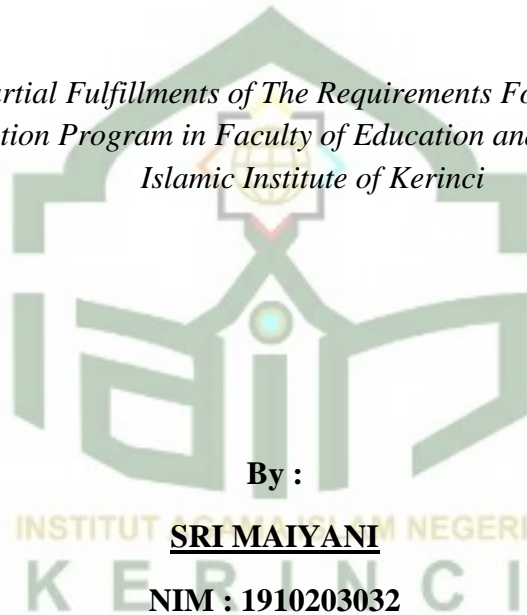 artial Fulfillments of The Requirements Fo
tion Program in Faculty of Education and
Islamic Institute of Kerinci
By :
INSTITUT AGAMA ISLAM NEGERI
SRI MAIYANI
KERINCI
NIM : 1910203032